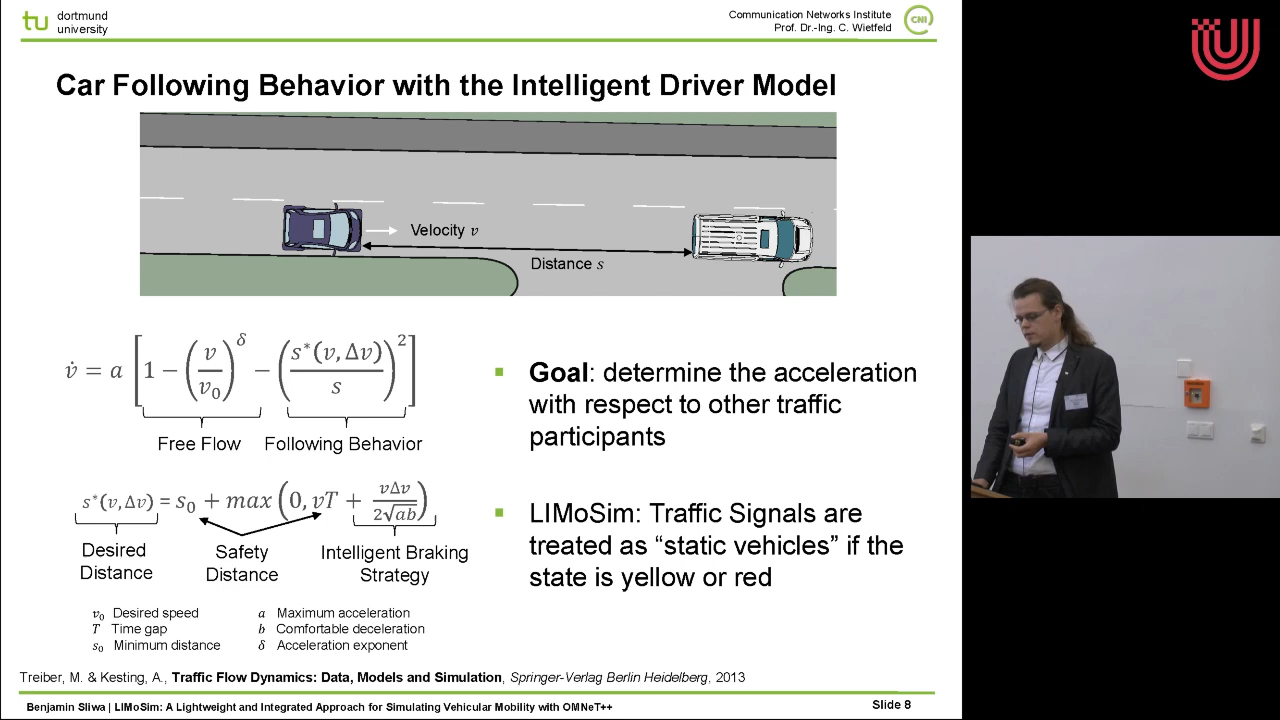 tu dortmund
university
Communication Networks Institute
Prof. Dr.-Ing. C. Wietfeld
CNI
Car Following Behavior with the Intelligent Driver Model
Velocity v
Distance s
v̇ = a [1 − (v/v₀)^δ − (s*(v, Δv)/s)²]
Free Flow
Following Behavior
s*(v, Δv) = s₀ + max(0, vT + vΔv/(2√ab))
Desired
Distance
Safety
Distance
Intelligent Braking
Strategy
v₀ Desired speed
T Time gap
s₀ Minimum distance
a Maximum acceleration
b Comfortable deceleration
δ Acceleration exponent
▪ Goal: determine the acceleration
with respect to other traffic
participants
▪ LIMoSim: Traffic Signals are
treated as “static vehicles” if the
state is yellow or red
Treiber, M. & Kesting, A., Traffic Flow Dynamics: Data, Models and Simulation, Springer-Verlag Berlin Heidelberg, 2013
Benjamin Sliwa | LIMoSim: A Lightweight and Integrated Approach for Simulating Vehicular Mobility with OMNeT++
Slide 8